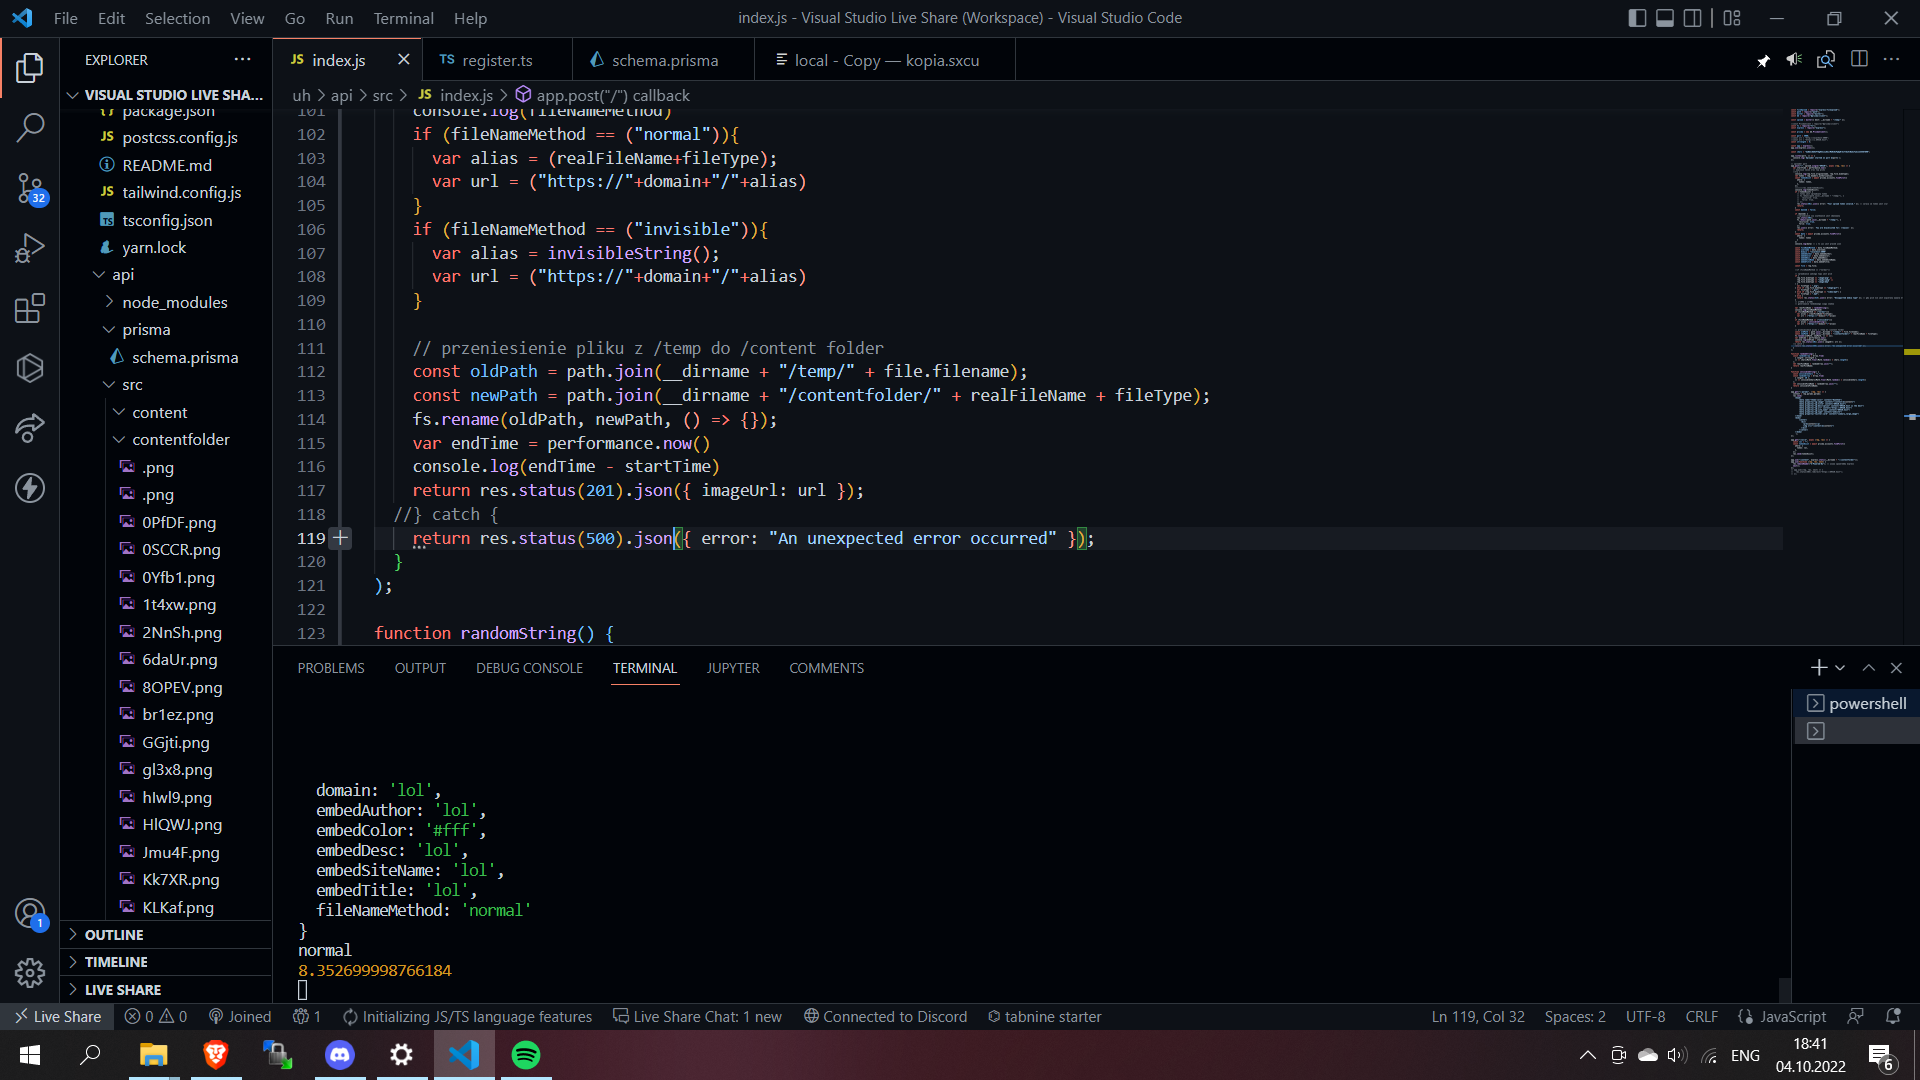 File Edit Selection View Go Run Terminal Help
index.js - Visual Studio Live Share (Workspace) - Visual Studio Code
EXPLORER
JS index.js
TS register.ts
schema.prisma
local - Copy — kopia.sxcu
VISUAL STUDIO LIVE SHA...
uh > api > src > JS index.js > app.post("/") callback
package.json
JS postcss.config.js
README.md
JS tailwind.config.js
TS tsconfig.json
yarn.lock
api
node_modules
prisma
schema.prisma
src
content
contentfolder
.png
.png
0PfDF.png
0SCCR.png
0Yfb1.png
1t4xw.png
2NnSh.png
6daUr.png
8OPEV.png
br1ez.png
GGjti.png
gl3x8.png
hIwl9.png
HlQWJ.png
Jmu4F.png
Kk7XR.png
KLKaf.png
OUTLINE
TIMELINE
LIVE SHARE
32
1
101 console.log(fileNameMethod)
102 if (fileNameMethod == ("normal")){
103 var alias = (realFileName+fileType);
104 var url = ("https://"+domain+"/"+alias)
105 }
106 if (fileNameMethod == ("invisible")){
107 var alias = invisibleString();
108 var url = ("https://"+domain+"/"+alias)
109 }
110
111 // przeniesienie pliku z /temp do /content folder
112 const oldPath = path.join(__dirname + "/temp/" + file.filename);
113 const newPath = path.join(__dirname + "/contentfolder/" + realFileName + fileType);
114 fs.rename(oldPath, newPath, () => {});
115 var endTime = performance.now()
116 console.log(endTime - startTime)
117 return res.status(201).json({ imageUrl: url });
118 //} catch {
119 return res.status(500).json({ error: "An unexpected error occurred" });
120 }
121 );
122
123 function randomString() {
PROBLEMS OUTPUT DEBUG CONSOLE TERMINAL JUPYTER COMMENTS
powershell
domain: 'lol',
embedAuthor: 'lol',
embedColor: '#fff',
embedDesc: 'lol',
embedSiteName: 'lol',
embedTitle: 'lol',
fileNameMethod: 'normal'
}
normal
8.352699998766184
Live Share 0 0 Joined 1 Initializing JS/TS language features Live Share Chat: 1 new Connected to Discord tabnine starter Ln 119, Col 32 Spaces: 2 UTF-8 CRLF JavaScript
ENG
18:41
04.10.2022
6